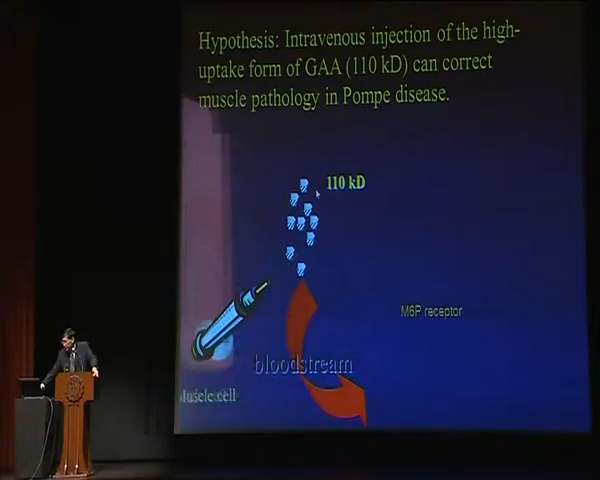 Hypothesis: Intravenous injection of the high-
uptake form of GAA (110 kD) can correct
muscle pathology in Pompe disease.
110 kD
M6P receptor
bloodstream
Muscle cell